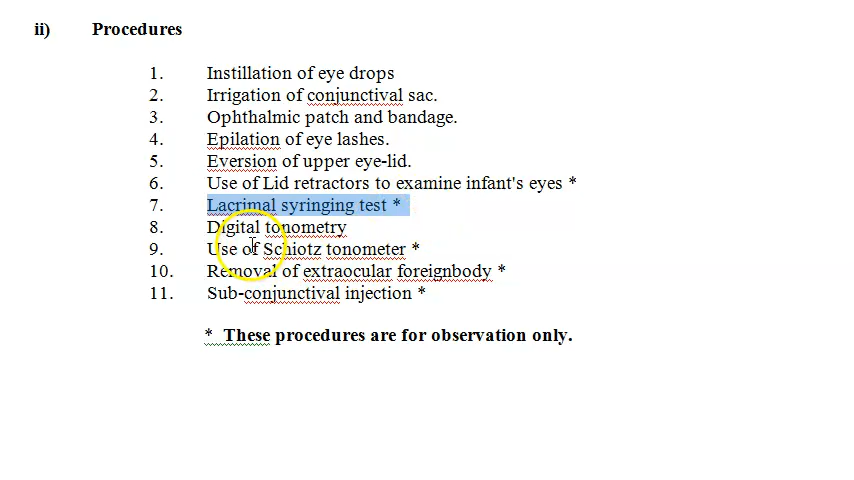 ii) Procedures
1. Instillation of eye drops
2. Irrigation of conjunctival sac.
3. Ophthalmic patch and bandage.
4. Epilation of eye lashes.
5. Eversion of upper eye-lid.
6. Use of Lid retractors to examine infant's eyes *
7. Lacrimal syringing test *
8. Digital tonometry
9. Use of Schiotz tonometer *
10. Removal of extraocular foreignbody *
11. Sub-conjunctival injection *
* These procedures are for observation only.